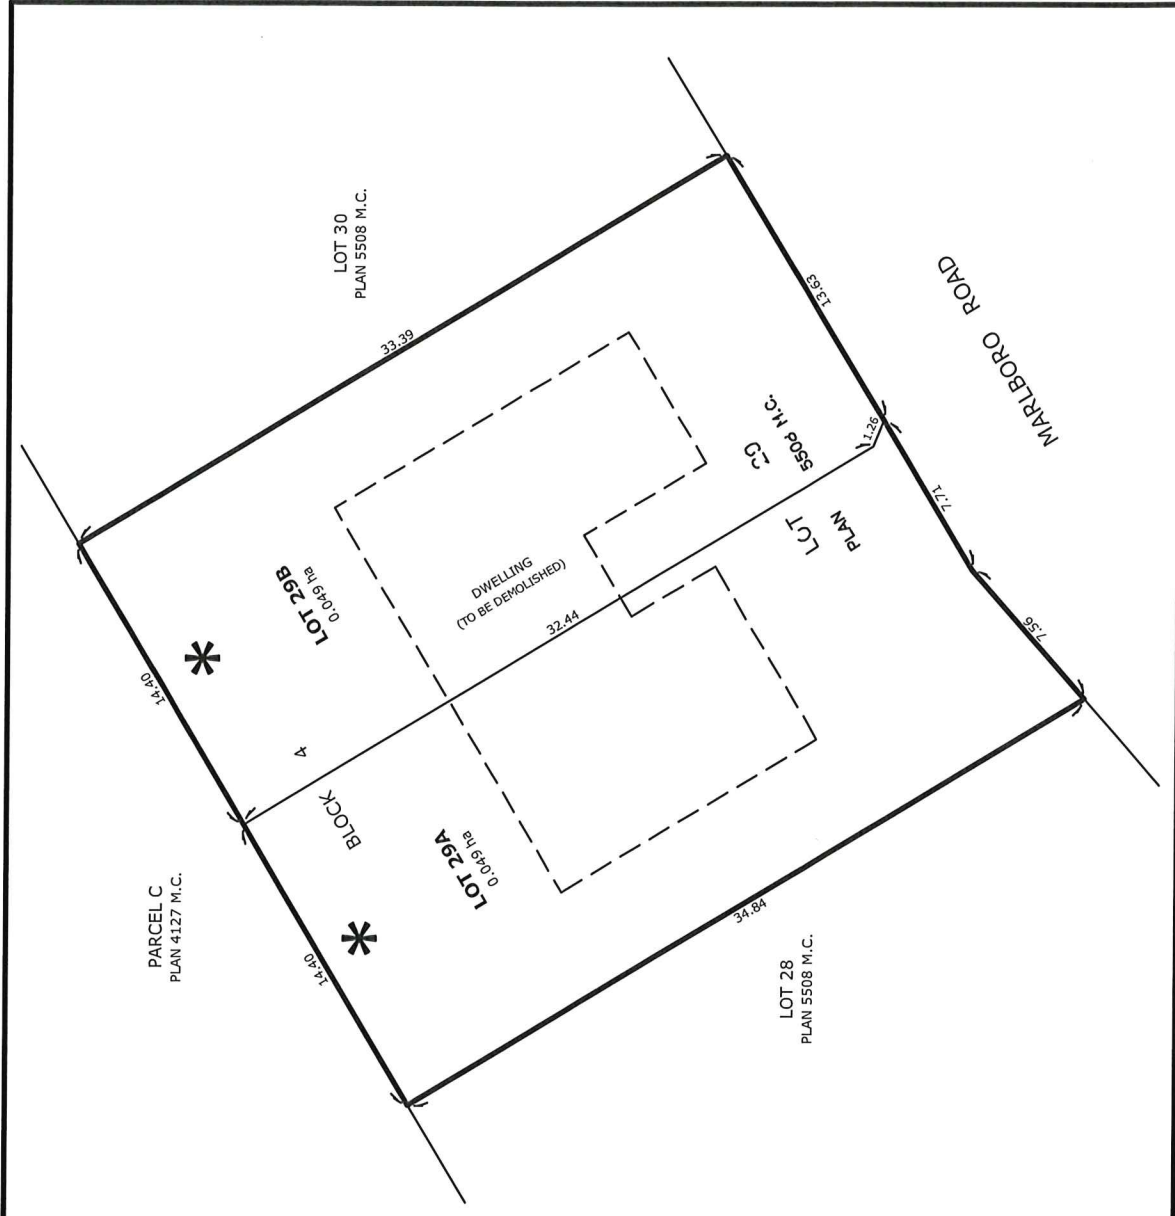 LOT 30
PLAN 5508 M.C.
33.39
13.63
MARLBORO ROAD
1.26
7.71
7.56
LOT 29
PLAN 5508 M.C.
DWELLING
(TO BE DEMOLISHED)
32.44
LOT 29B
0.049 ha
*
14.40
BLOCK 4
LOT 29A
0.049 ha
*
14.40
PARCEL C
PLAN 4127 M.C.
34.84
LOT 28
PLAN 5508 M.C.